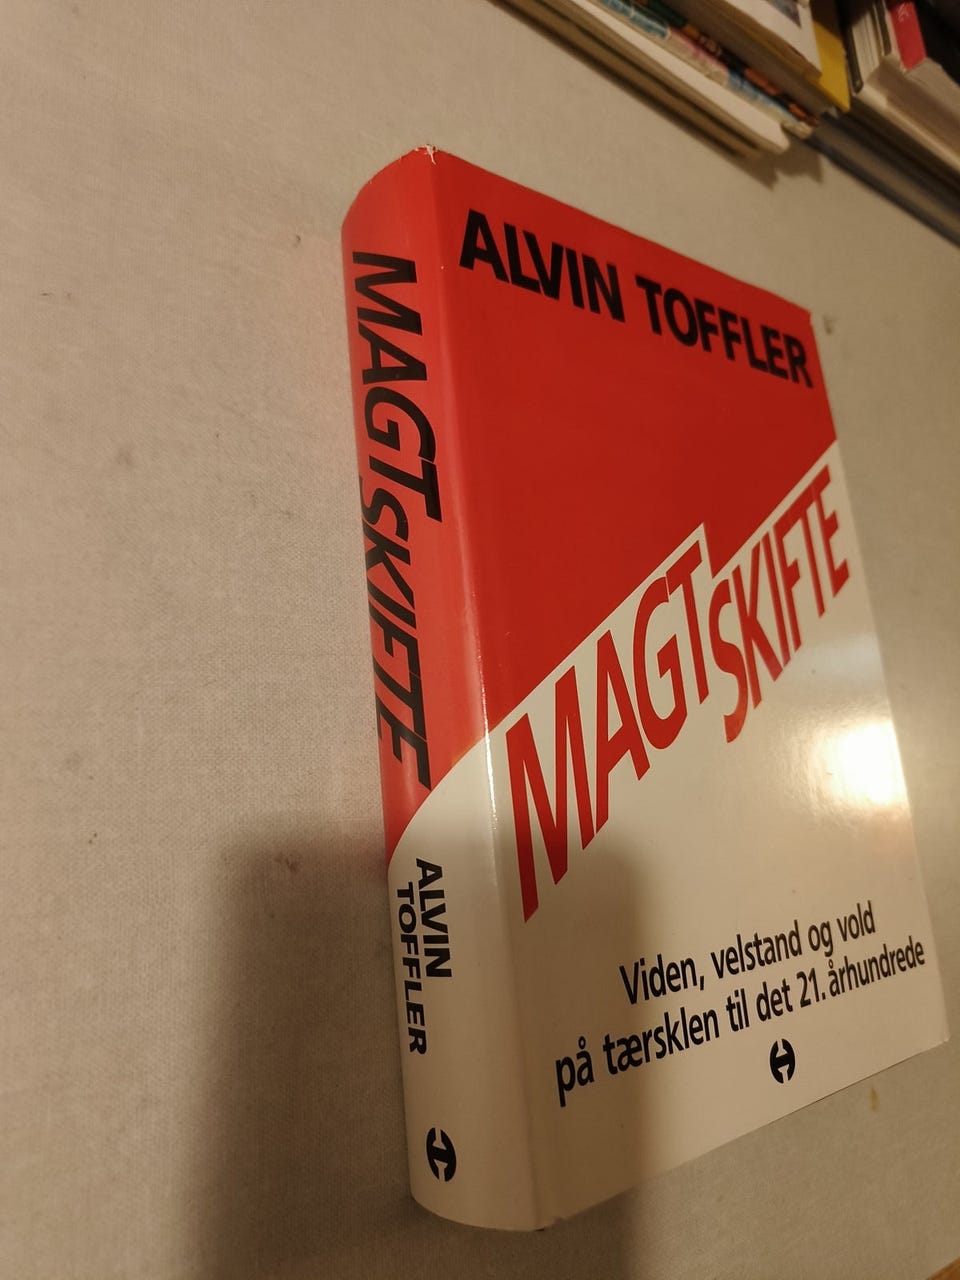 ALVIN TOFFLER
MAGTSKIFTE
Viden, velstand og vold
på tærsklen til det 21. århundrede
MAGTSKIFTE
ALVIN
TOFFLER